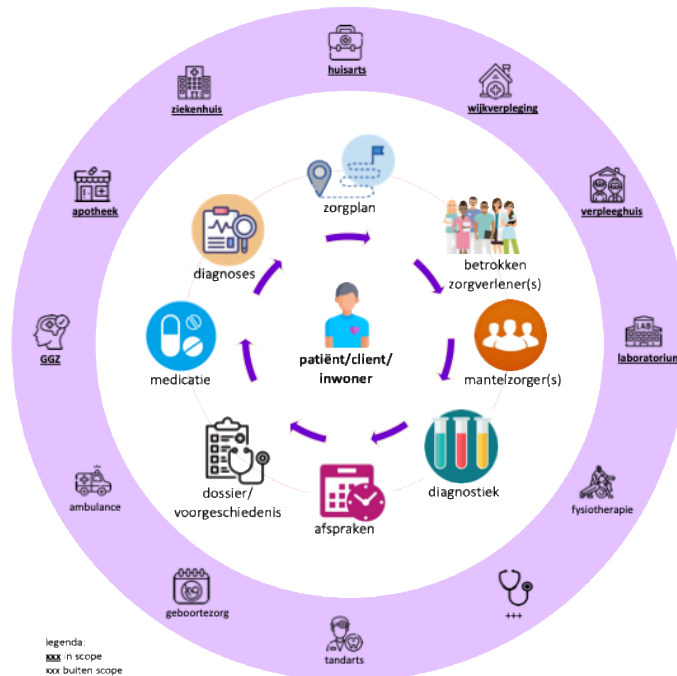 huisarts
ziekenhuis
wijkverpleging
apotheek
verpleeghuis
zorgplan
betrokken
zorgverlener(s)
diagnoses
GGZ
LAB
laboratorium
patiënt/client/
inwoner
medicatie
mantelzorger(s)
dossier/
voorgeschiedenis
diagnostiek
afspraken
ambulance
fysiotherapie
geboortezorg
+++
tandarts
legenda:
xxx in scope
xxx buiten scope